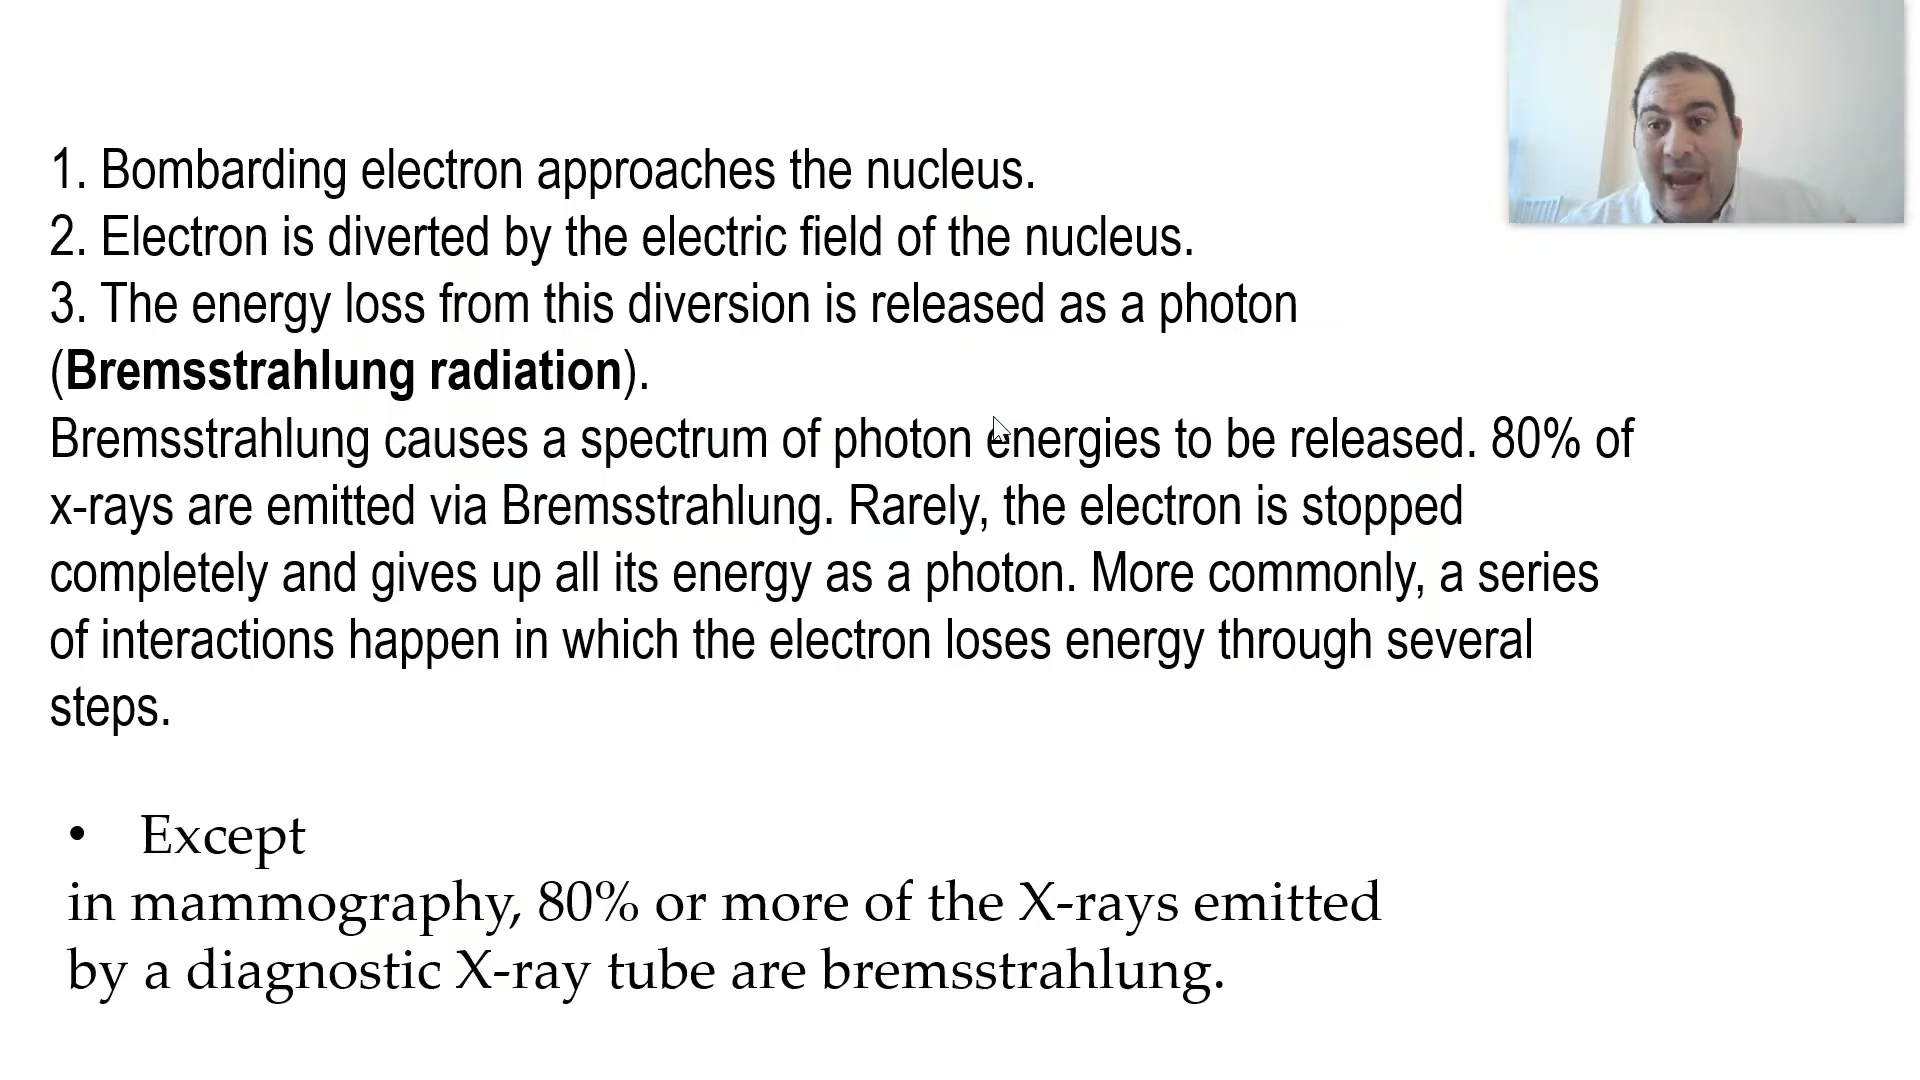 1. Bombarding electron approaches the nucleus.
2. Electron is diverted by the electric field of the nucleus.
3. The energy loss from this diversion is released as a photon
(Bremsstrahlung radiation).
Bremsstrahlung causes a spectrum of photon energies to be released. 80% of
x-rays are emitted via Bremsstrahlung. Rarely, the electron is stopped
completely and gives up all its energy as a photon. More commonly, a series
of interactions happen in which the electron loses energy through several
steps.
• Except
in mammography, 80% or more of the X-rays emitted
by a diagnostic X-ray tube are bremsstrahlung.